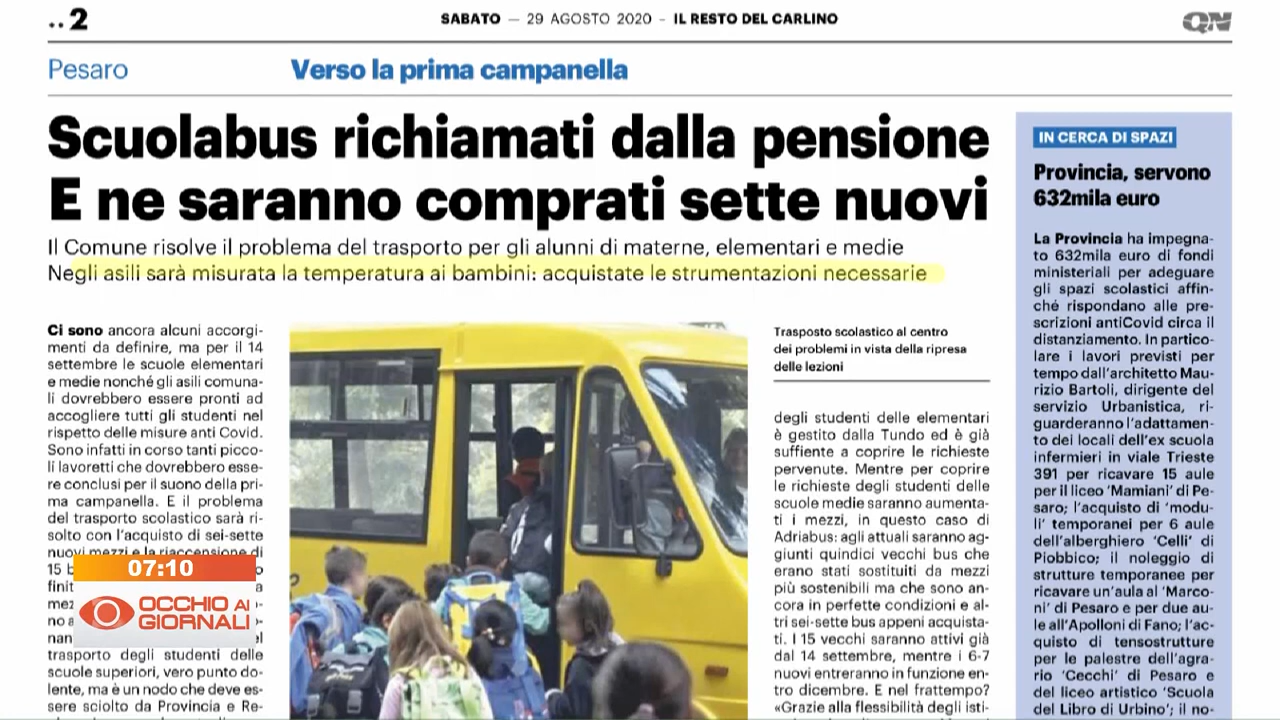 ..2
SABATO — 29 AGOSTO 2020 – IL RESTO DEL CARLINO
QN
Pesaro
Verso la prima campanella
Scuolabus richiamati dalla pensione
E ne saranno comprati sette nuovi
Il Comune risolve il problema del trasporto per gli alunni di materne, elementari e medie
Negli asili sarà misurata la temperatura ai bambini: acquistate le strumentazioni necessarie
Ci sono ancora alcuni accorgi-
menti da definire, ma per il 14
settembre le scuole elementari
e medie nonché gli asili comuna-
li dovrebbero essere pronti ad
accogliere tutti gli studenti nel
rispetto delle misure anti Covid.
Sono infatti in corso tanti picco-
li lavoretti che dovrebbero esse-
re conclusi per il suono della pri-
ma campanella. E il problema
del trasporto scolastico sarà ri-
solto con l'acquisto di sei-sette
nuovi mezzi e la riaccensione di
15
07:10
OCCHIO AI
GIORNALI
trasporto degli studenti delle
scuole superiori, vero punto do-
lente, ma è un nodo che deve es-
sere sciolto da Provincia e Re-
Trasposto scolastico al centro
dei problemi in vista della ripresa
delle lezioni
degli studenti delle elementari
è gestito dalla Tundo ed è già
suffiente a coprire le richieste
pervenute. Mentre per coprire
le richieste degli studenti delle
scuole medie saranno aumenta-
ti i mezzi, in questo caso di
Adriabus: agli attuali saranno ag-
giunti quindici vecchi bus che
erano stati sostituiti da mezzi
più sostenibili ma che sono an-
cora in perfette condizioni e al-
tri sei-sette bus appeni acquista-
ti. I 15 vecchi saranno attivi già
dal 14 settembre, mentre i 6-7
nuovi entreranno in funzione en-
tro dicembre. E nel frattempo?
«Grazie alla flessibilità degli isti-
IN CERCA DI SPAZI
Provincia, servono
632mila euro
La Provincia ha impegna-
to 632mila euro di fondi
ministeriali per adeguare
gli spazi scolastici affin-
ché rispondano alle pre-
scrizioni antiCovid circa il
distanziamento. In partico-
lare i lavori previsti per
tempo dall'architetto Mau-
rizio Bartoli, dirigente del
servizio Urbanistica, ri-
guarderanno l'adattamen-
to dei locali dell'ex scuola
infermieri in viale Trieste
391 per ricavare 15 aule
per il liceo 'Mamiani' di Pe-
saro; l'acquisto di 'modu-
li' temporanei per 6 aule
dell'alberghiero 'Celli' di
Piobbico; il noleggio di
strutture temporanee per
ricavare un'aula al 'Marco-
ni' di Pesaro e per due au-
le all'Apolloni di Fano; l'ac-
quisto di tensostrutture
per le palestre dell'agra-
rio 'Cecchi' di Pesaro e
del liceo artistico 'Scuola
del Libro di Urbino'; il no-